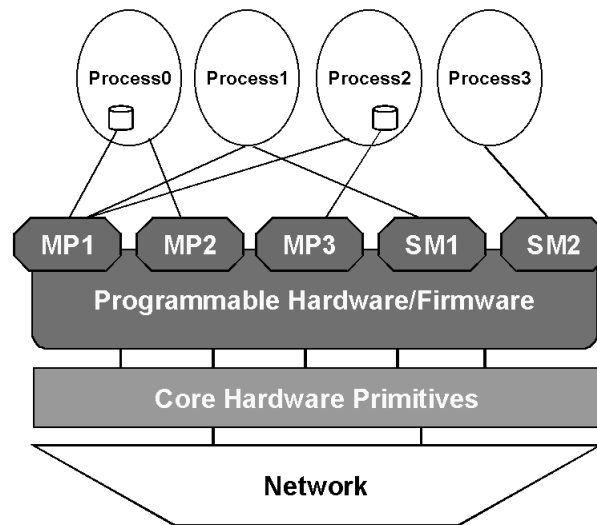 Process0 Process1 Process2 Process3
MP1 MP2 MP3 SM1 SM2
Programmable Hardware/Firmware
Core Hardware Primitives
Network